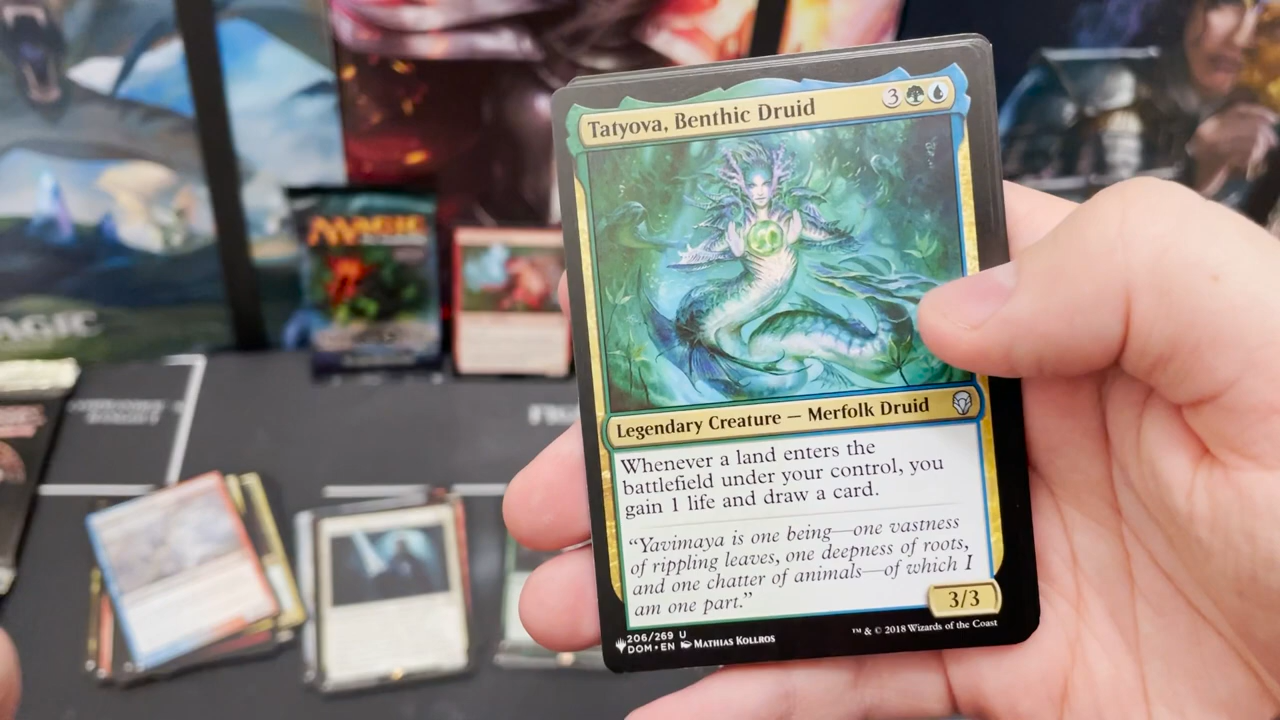 Tatyova, Benthic Druid
3
Legendary Creature — Merfolk Druid
Whenever a land enters the
battlefield under your control, you
gain 1 life and draw a card.
“Yavimaya is one being—one vastness
of rippling leaves, one deepness of roots,
and one chatter of animals—of which I
am one part.”
3/3
206/269 U
DOM • EN Mathias Kollros
™ & © 2018 Wizards of the Coast
MAGIC
AGIC